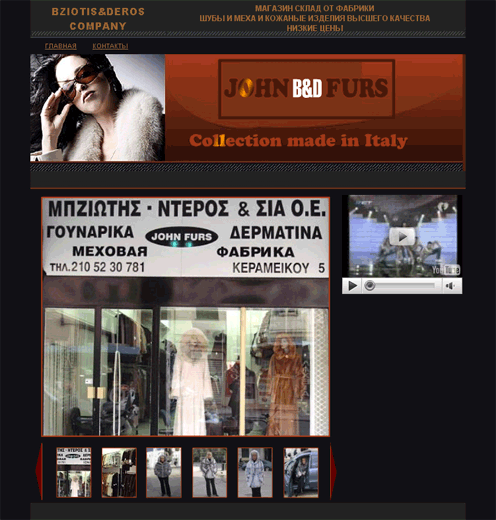 BZIOTIS&DEROS
COMPANY
МАГАЗИН СКЛАД ОТ ФАБРИКИ
ШУБЫ И МЕХА И КОЖАНЫЕ ИЗДЕЛИЯ ВЫСШЕГО КАЧЕСТВА
НИЗКИЕ ЦЕНЫ
ГЛАВНАЯ КОНТАКТЫ
JOHN B&D FURS
Collection made in Italy
ΜΠΖΙΩΤΗΣ · ΝΤΕΡΟΣ & ΣΙΑ Ο.Ε.
ΓΟΥΝΑΡΙΚΑ JOHN FURS ΔΕΡΜΑΤΙΝΑ
МЕХОВАЯ ФАБРИКА
ΤΗΛ.210 52 30 781 ΚΕΡΑΜΕΙΚΟΥ 5
YouTube